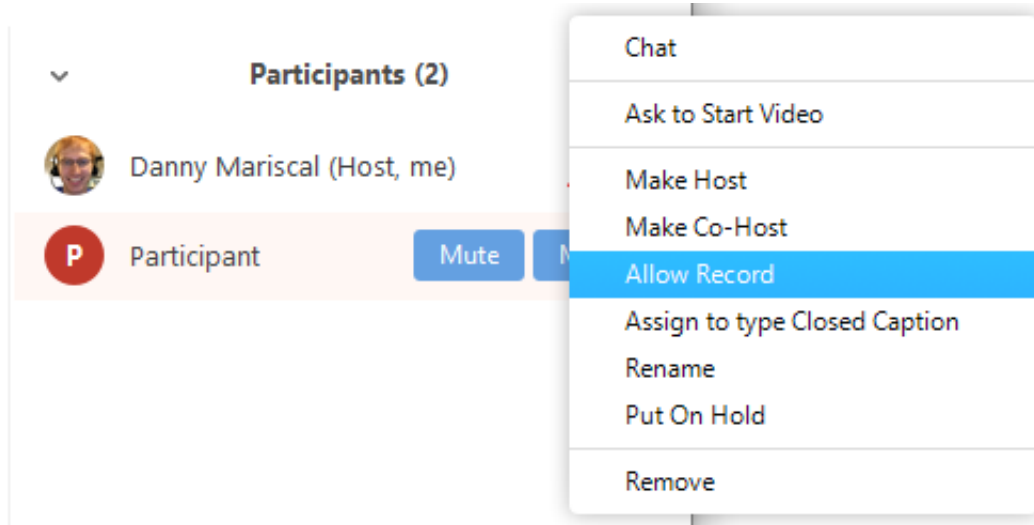 Participants (2)
Danny Mariscal (Host, me)
P Participant Mute
Chat
Ask to Start Video
Make Host
Make Co-Host
Allow Record
Assign to type Closed Caption
Rename
Put On Hold
Remove